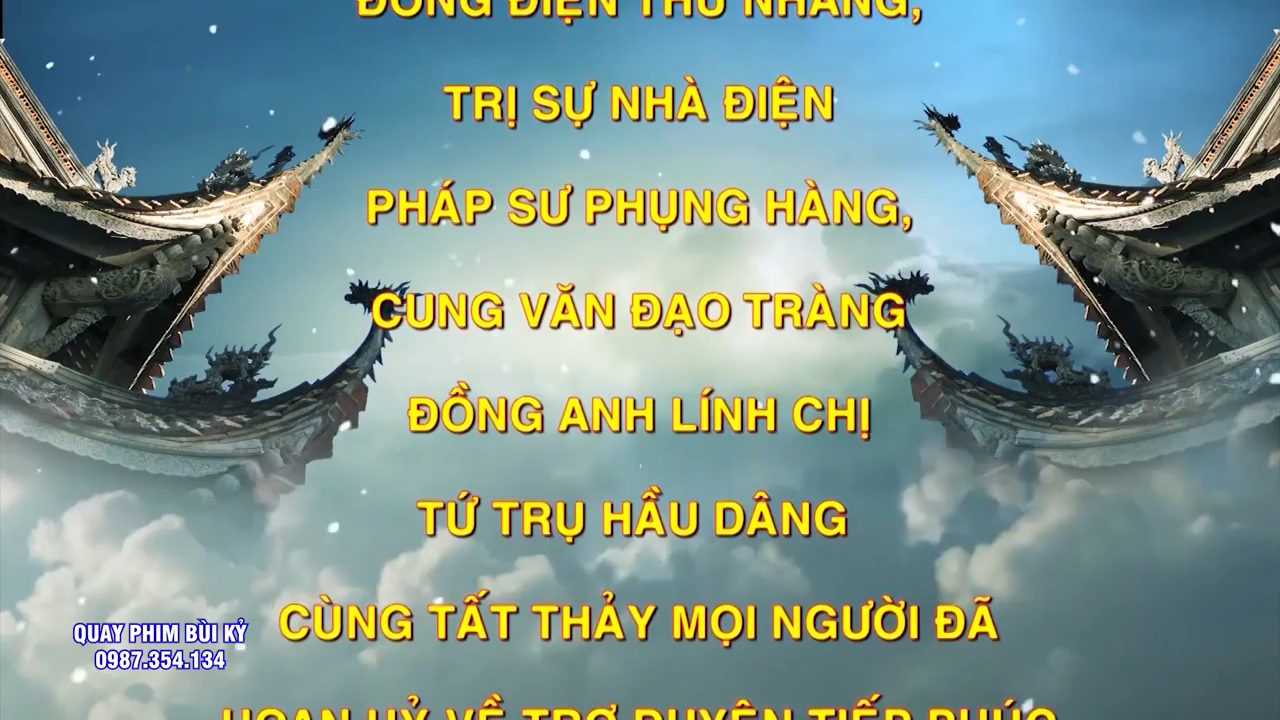 ĐỒNG ĐIỆN THỦ NHANG,
TRỊ SỰ NHÀ ĐIỆN
PHÁP SƯ PHỤNG HÀNG,
CUNG VĂN ĐẠO TRÀNG
ĐỒNG ANH LÍNH CHỊ
TỨ TRỤ HẦU DÂNG
CÙNG TẤT THẢY MỌI NGƯỜI ĐÃ
HOAN HỶ VỀ TRỢ DUYÊN TIẾP PHÚC
QUAY PHIM BÙI KỶ
0987.354.134